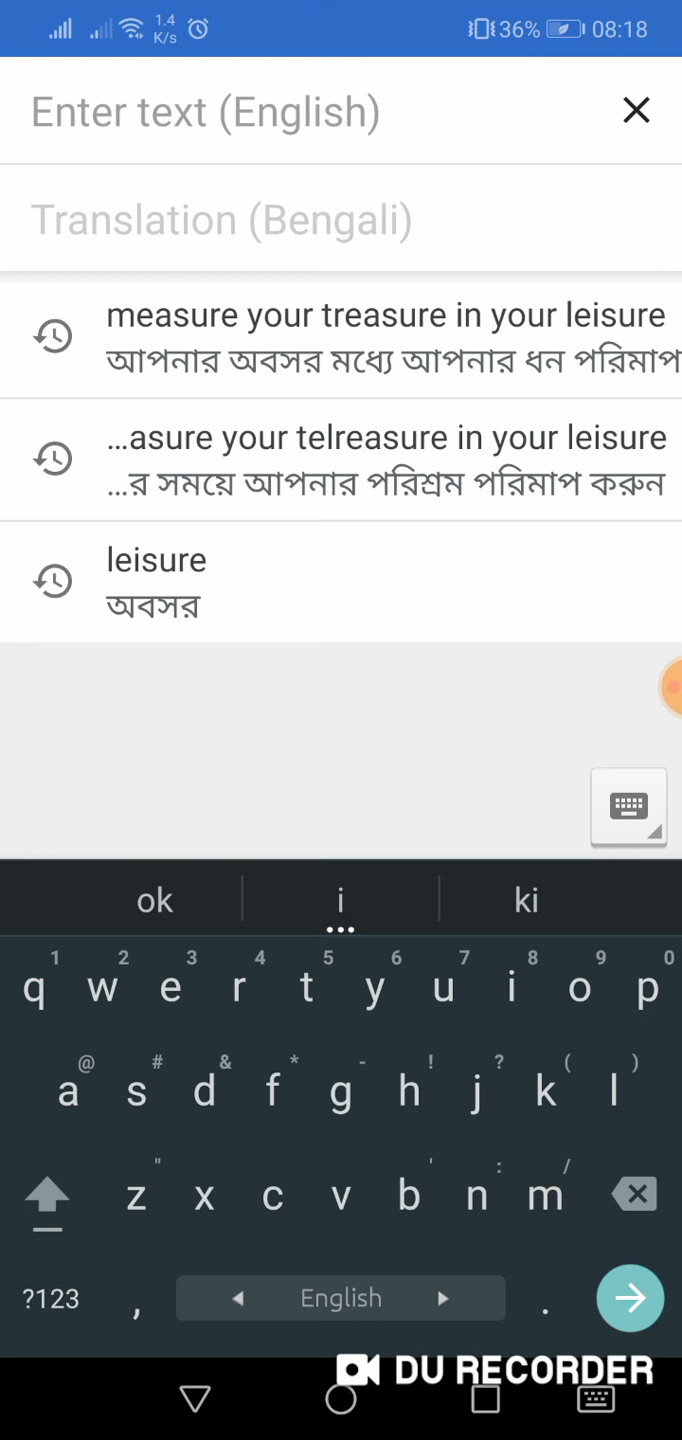 1.4
K/s
36% 08:18
Enter text (English)
Translation (Bengali)
measure your treasure in your leisure
আপনার অবসর মধ্যে আপনার ধন পরিমাপ
...asure your telreasure in your leisure
...র সময়ে আপনার পরিশ্রম পরিমাপ করুন
leisure
অবসর
ok i ki
1 2 3 4 5 6 7 8 9 0
q w e r t y u i o p
@ # & * - ! ? ( )
a s d f g h j k l
" ' : /
z x c v b n m
?123 , English .
DU RECORDER